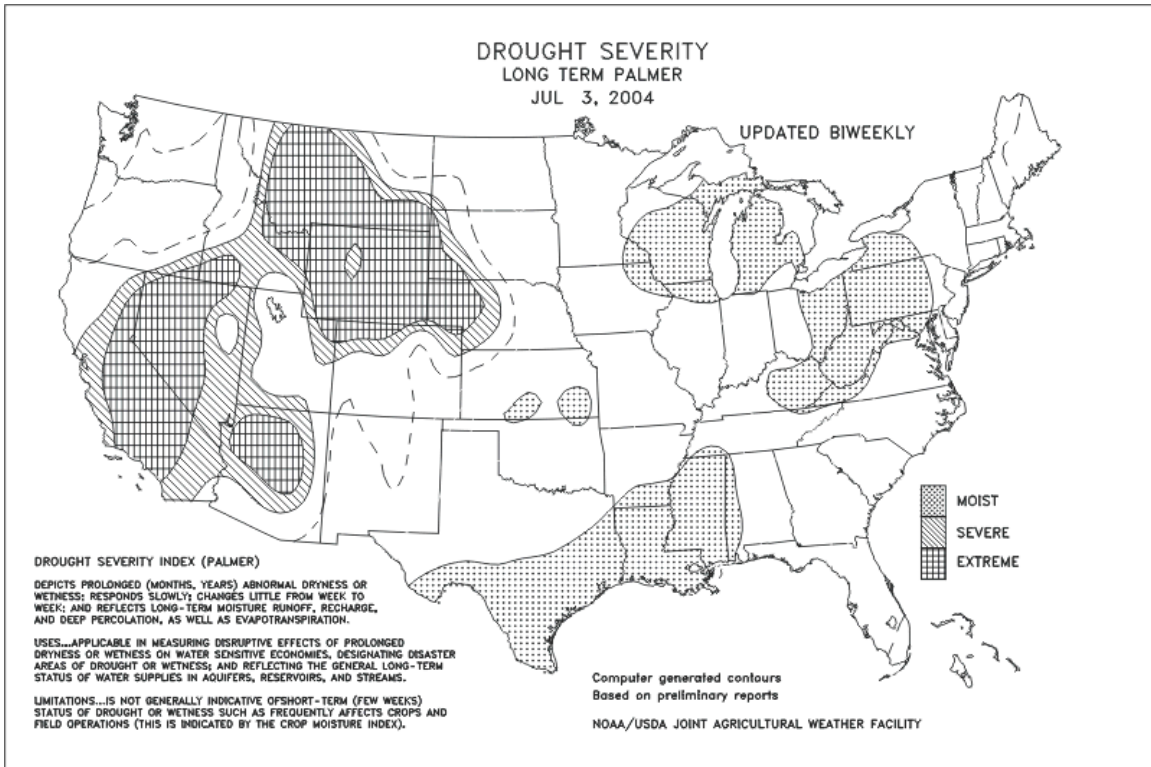 DROUGHT SEVERITY
LONG TERM PALMER
JUL 3, 2004
UPDATED BIWEEKLY
MOIST
SEVERE
EXTREME
DROUGHT SEVERITY INDEX (PALMER)
DEPICTS PROLONGED (MONTHS, YEARS) ABNORMAL DRYNESS OR
WETNESS; RESPONDS SLOWLY; CHANGES LITTLE FROM WEEK TO
WEEK; AND REFLECTS LONG-TERM MOISTURE RUNOFF, RECHARGE,
AND DEEP PERCOLATION, AS WELL AS EVAPOTRANSPIRATION.
USES...APPLICABLE IN MEASURING DISRUPTIVE EFFECTS OF PROLONGED
DRYNESS OR WETNESS ON WATER SENSITIVE ECONOMIES, DESIGNATING DISASTER
AREAS OF DROUGHT OR WETNESS; AND REFLECTING THE GENERAL LONG-TERM
STATUS OF WATER SUPPLIES IN AQUIFERS, RESERVOIRS, AND STREAMS.
LIMITATIONS...IS NOT GENERALLY INDICATIVE OFSHORT-TERM (FEW WEEKS)
STATUS OF DROUGHT OR WETNESS SUCH AS FREQUENTLY AFFECTS CROPS AND
FIELD OPERATIONS (THIS IS INDICATED BY THE CROP MOISTURE INDEX).
Computer generated contours
Based on preliminary reports
NOAA/USDA JOINT AGRICULTURAL WEATHER FACILITY